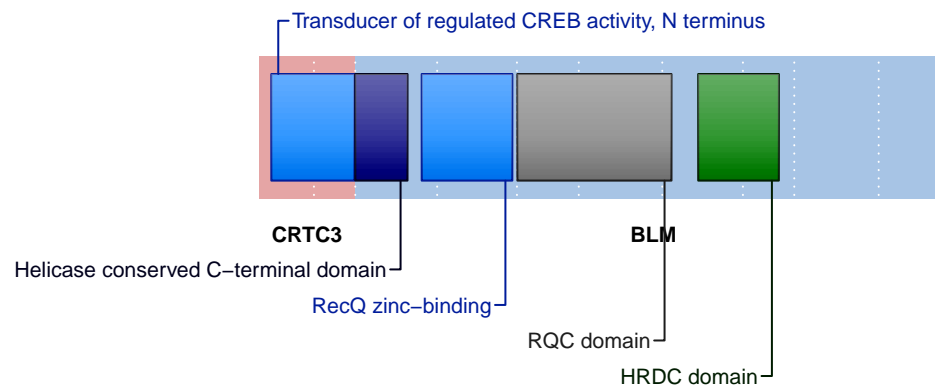 Transducer of regulated CREB activity, N terminus
CRTC3
BLM
Helicase conserved C−terminal domain
RecQ zinc−binding
RQC domain
HRDC domain